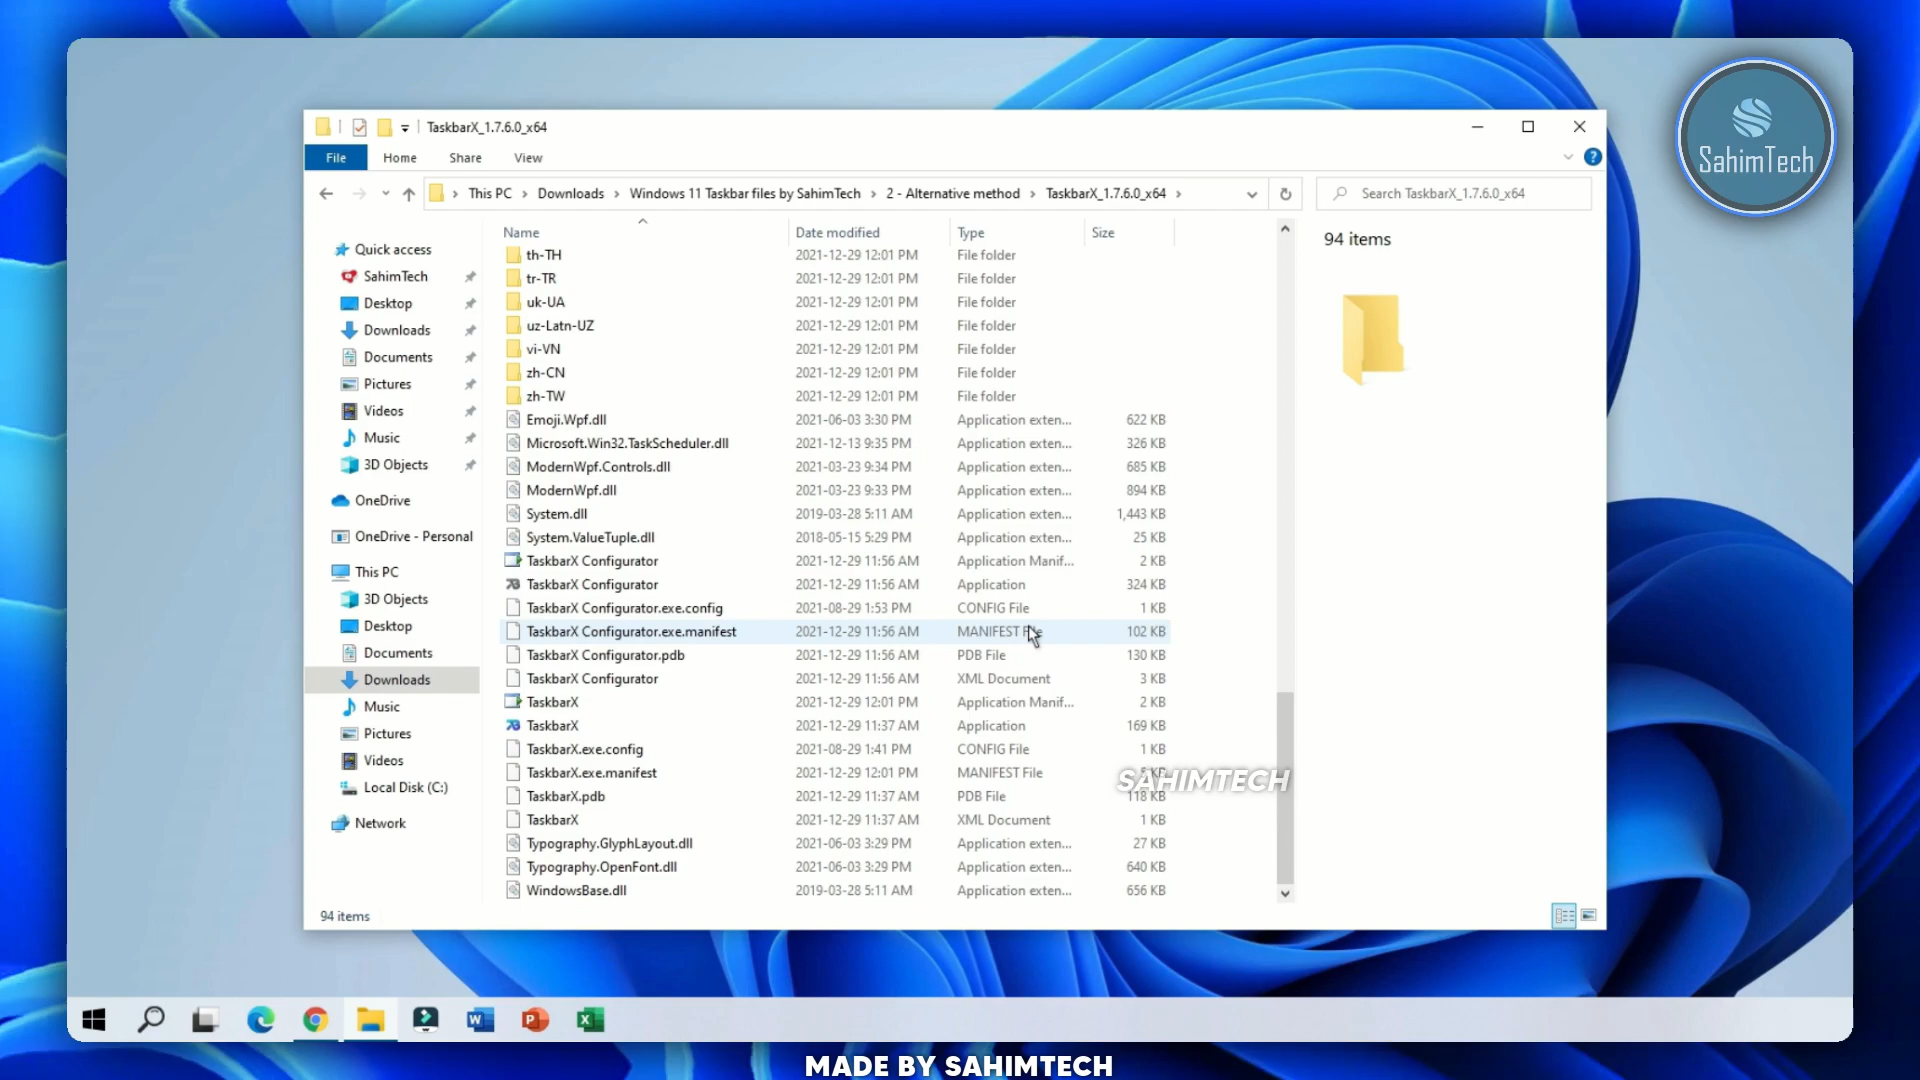 SahimTech
TaskbarX_1.7.6.0_x64
File Home Share View
This PC > Downloads > Windows 11 Taskbar files by SahimTech > 2 - Alternative method > TaskbarX_1.7.6.0_x64 >
Search TaskbarX_1.7.6.0_x64
Quick access
SahimTech
Desktop
Downloads
Documents
Pictures
Videos
Music
3D Objects
OneDrive
OneDrive - Personal
This PC
3D Objects
Desktop
Documents
Downloads
Music
Pictures
Videos
Local Disk (C:)
Network
Name Date modified Type Size
th-TH 2021-12-29 12:01 PM File folder
tr-TR 2021-12-29 12:01 PM File folder
uk-UA 2021-12-29 12:01 PM File folder
uz-Latn-UZ 2021-12-29 12:01 PM File folder
vi-VN 2021-12-29 12:01 PM File folder
zh-CN 2021-12-29 12:01 PM File folder
zh-TW 2021-12-29 12:01 PM File folder
Emoji.Wpf.dll 2021-06-03 3:30 PM Application exten... 622 KB
Microsoft.Win32.TaskScheduler.dll 2021-12-13 9:35 PM Application exten... 326 KB
ModernWpf.Controls.dll 2021-03-23 9:34 PM Application exten... 685 KB
ModernWpf.dll 2021-03-23 9:33 PM Application exten... 894 KB
System.dll 2019-03-28 5:11 AM Application exten... 1,443 KB
System.ValueTuple.dll 2018-05-15 5:29 PM Application exten... 25 KB
TaskbarX Configurator 2021-12-29 11:56 AM Application Manif... 2 KB
TaskbarX Configurator 2021-12-29 11:56 AM Application 324 KB
TaskbarX Configurator.exe.config 2021-08-29 1:53 PM CONFIG File 1 KB
TaskbarX Configurator.exe.manifest 2021-12-29 11:56 AM MANIFEST File 102 KB
TaskbarX Configurator.pdb 2021-12-29 11:56 AM PDB File 130 KB
TaskbarX Configurator 2021-12-29 11:56 AM XML Document 3 KB
TaskbarX 2021-12-29 12:01 PM Application Manif... 2 KB
TaskbarX 2021-12-29 11:37 AM Application 169 KB
TaskbarX.exe.config 2021-08-29 1:41 PM CONFIG File 1 KB
TaskbarX.exe.manifest 2021-12-29 12:01 PM MANIFEST File KB
SAHIMTECH
TaskbarX.pdb 2021-12-29 11:37 AM PDB File 118 KB
TaskbarX 2021-12-29 11:37 AM XML Document 1 KB
Typography.GlyphLayout.dll 2021-06-03 3:29 PM Application exten... 27 KB
Typography.OpenFont.dll 2021-06-03 3:29 PM Application exten... 640 KB
WindowsBase.dll 2019-03-28 5:11 AM Application exten... 656 KB
94 items
94 items
MADE BY SAHIMTECH